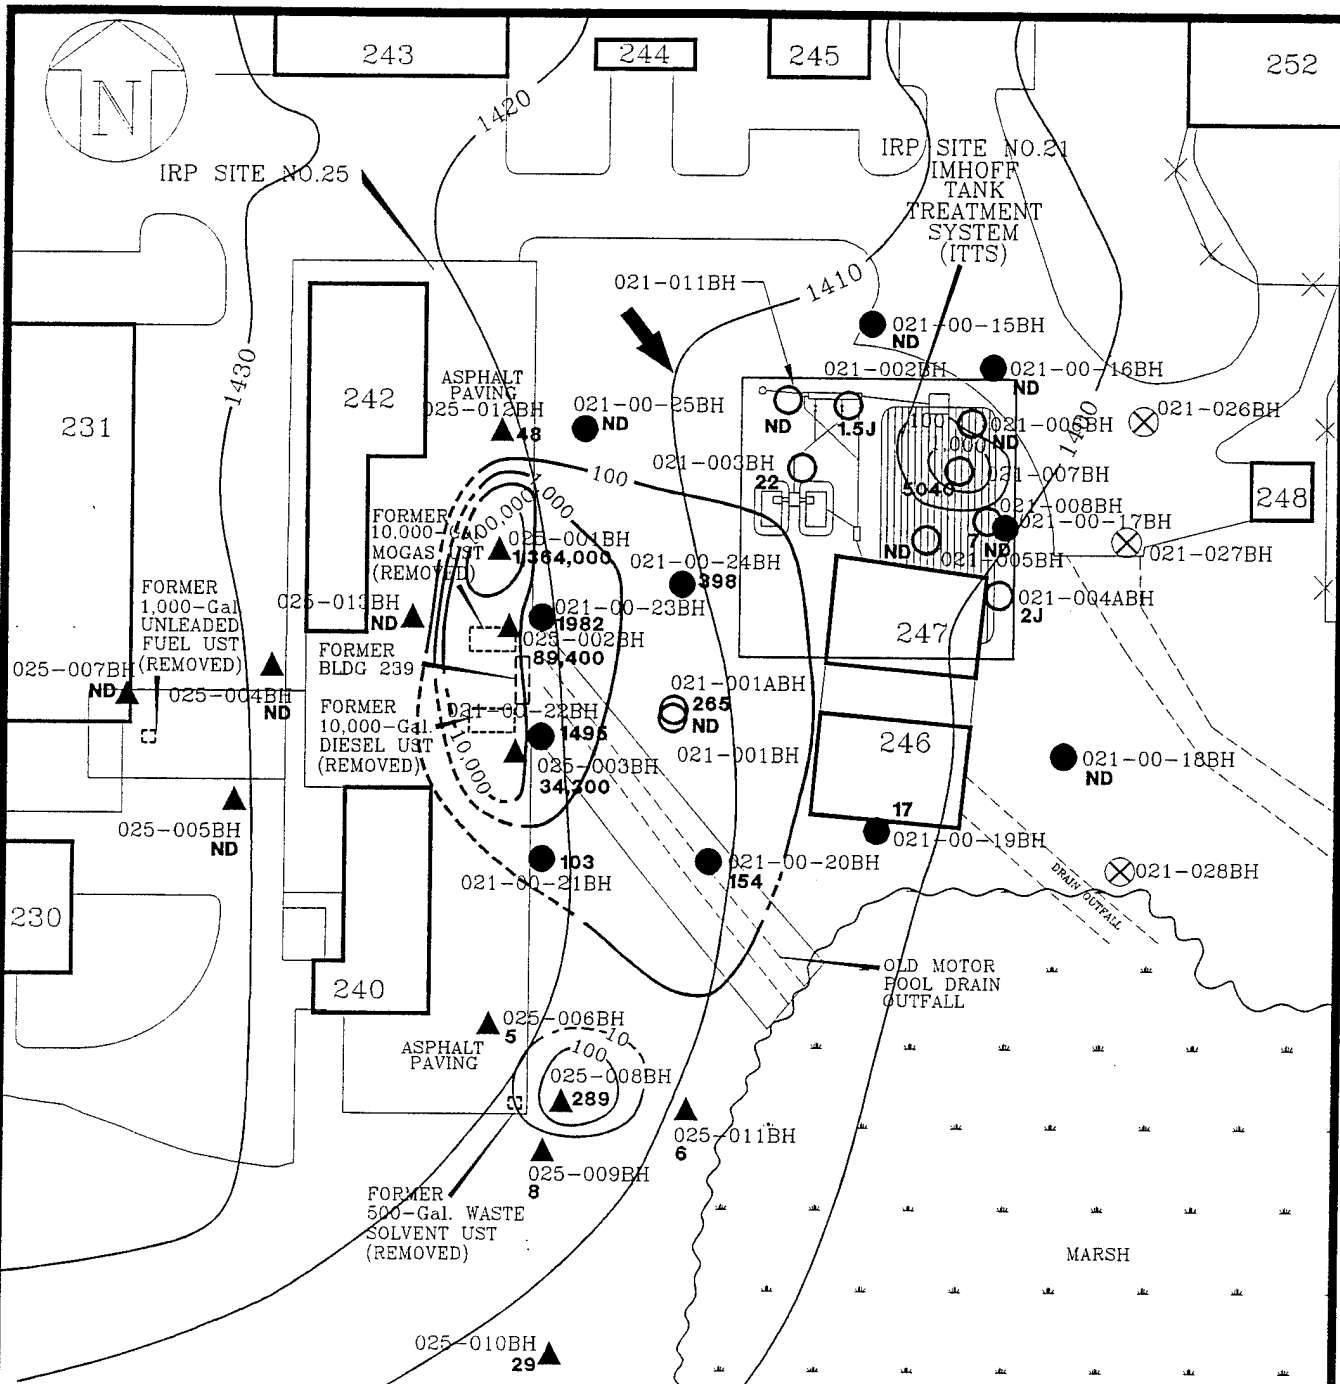 243
244
245
252
N
1420
IRP SITE NO.25
IRP SITE NO.21
IMHOFF
TANK
TREATMENT
SYSTEM
(ITTS)
021-011BH
1410
021-00-15BH
ND
1430
242
231
ASPHALT
PAVING
025-012BH
48
021-00-25BH
ND
021-002BH
021-00-16BH
ND
ND
1.5J
100
021-006BH
ND
1400
021-026BH
021-003BH
22
000
021-007BH
5040
100
1,000
100,000
248
FORMER
10,000-Gal
MOGAS UST
(REMOVED)
025-001BH
1,364,000
021-00-24BH
398
021-008BH
7
021-00-17BH
ND
ND
021-005BH
021-027BH
FORMER
1,000-Gal
UNLEADED
FUEL UST
(REMOVED)
025-013BH
ND
021-00-23BH
1982
025-002BH
89,400
021-004ABH
2J
247
FORMER
BLDG 239
025-007BH
ND
025-004BH
ND
021-001ABH
265
ND
021-001BH
FORMER
10,000-Gal.
DIESEL UST
(REMOVED)
021-00-22BH
1495
10,000
025-003BH
34,300
246
021-00-18BH
ND
025-005BH
ND
17
021-00-19BH
103
021-00-21BH
021-00-20BH
154
021-028BH
DRAIN OUTFALL
230
240
OLD MOTOR
POOL DRAIN
OUTFALL
025-006BH
5
ASPHALT
PAVING
10
100
025-008BH
289
025-011BH
6
025-009BH
8
FORMER
500-Gal. WASTE
SOLVENT UST
(REMOVED)
MARSH
025-010BH
29